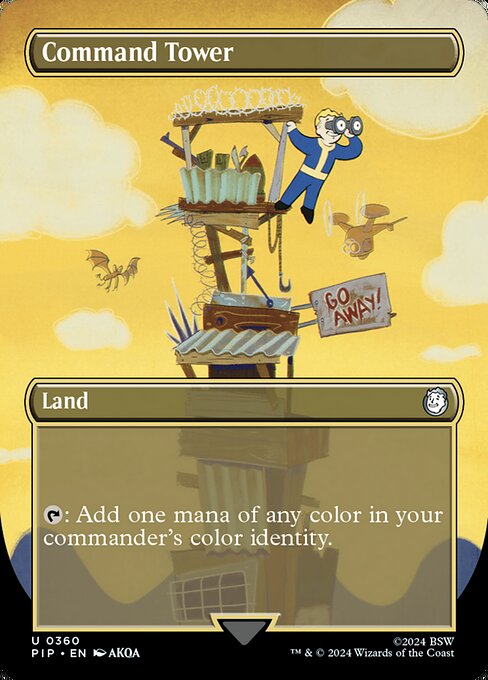 Command Tower
GO
AWAY!
Land
: Add one mana of any color in your
commander's color identity.
U 0360
PIP • EN AKQA
©2024 BSW
™ & © 2024 Wizards of the Coast